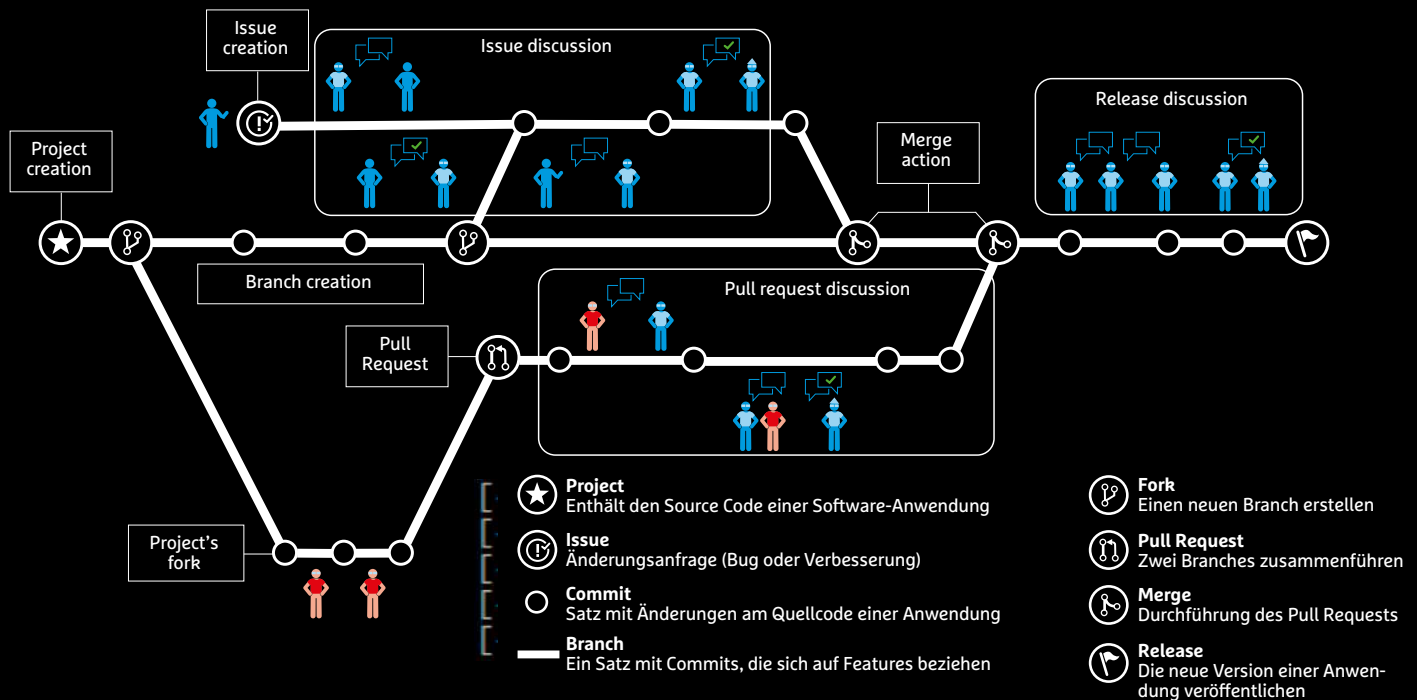 Issue
creation
Issue discussion
Release discussion
Project
creation
Merge
action
Branch creation
Pull request discussion
Pull
Request
Project's
fork
Project
Enthält den Source Code einer Software-Anwendung
Issue
Änderungsanfrage (Bug oder Verbesserung)
Commit
Satz mit Änderungen am Quellcode einer Anwendung
Branch
Ein Satz mit Commits, die sich auf Features beziehen
Fork
Einen neuen Branch erstellen
Pull Request
Zwei Branches zusammenführen
Merge
Durchführung des Pull Requests
Release
Die neue Version einer Anwen-
dung veröffentlichen